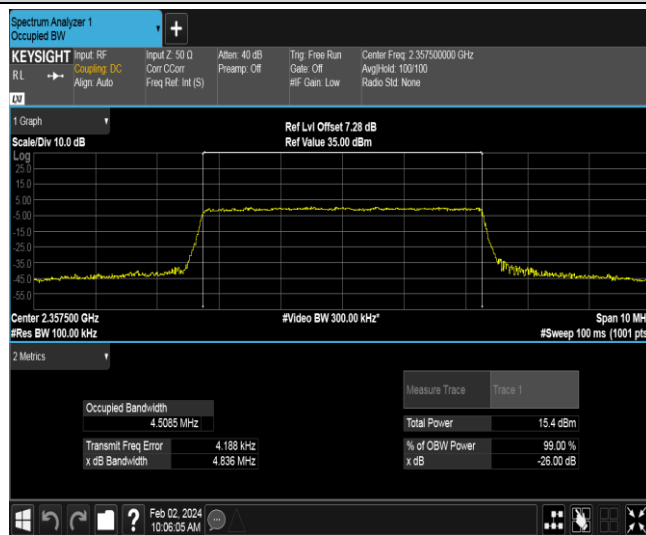 Spectrum Analyzer 1
Occupied BW
+
KEYSIGHT
RL
LXI
Input: RF
Coupling: DC
Align: Auto
Input Z: 50 Ω
Corr CCorr
Freq Ref: Int (S)
Atten: 40 dB
Preamp: Off
Trig: Free Run
Gate: Off
#IF Gain: Low
Center Freq: 2.357500000 GHz
Avg|Hold: 100/100
Radio Std: None
1 Graph
Scale/Div 10.0 dB
Ref Lvl Offset 7.28 dB
Ref Value 35.00 dBm
Log
25.0
15.0
5.00
-5.00
-15.0
-25.0
-35.0
-45.0
-55.0
Center 2.357500 GHz
#Video BW 300.00 kHz*
Span 10 MH
#Res BW 100.00 kHz
#Sweep 100 ms (1001 pts
2 Metrics
Measure Trace Trace 1
Occupied Bandwidth
4.5085 MHz
Total Power 15.4 dBm
Transmit Freq Error 4.188 kHz
% of OBW Power 99.00 %
x dB Bandwidth 4.836 MHz
x dB -26.00 dB
?
Feb 02, 2024
10:06:05 AM